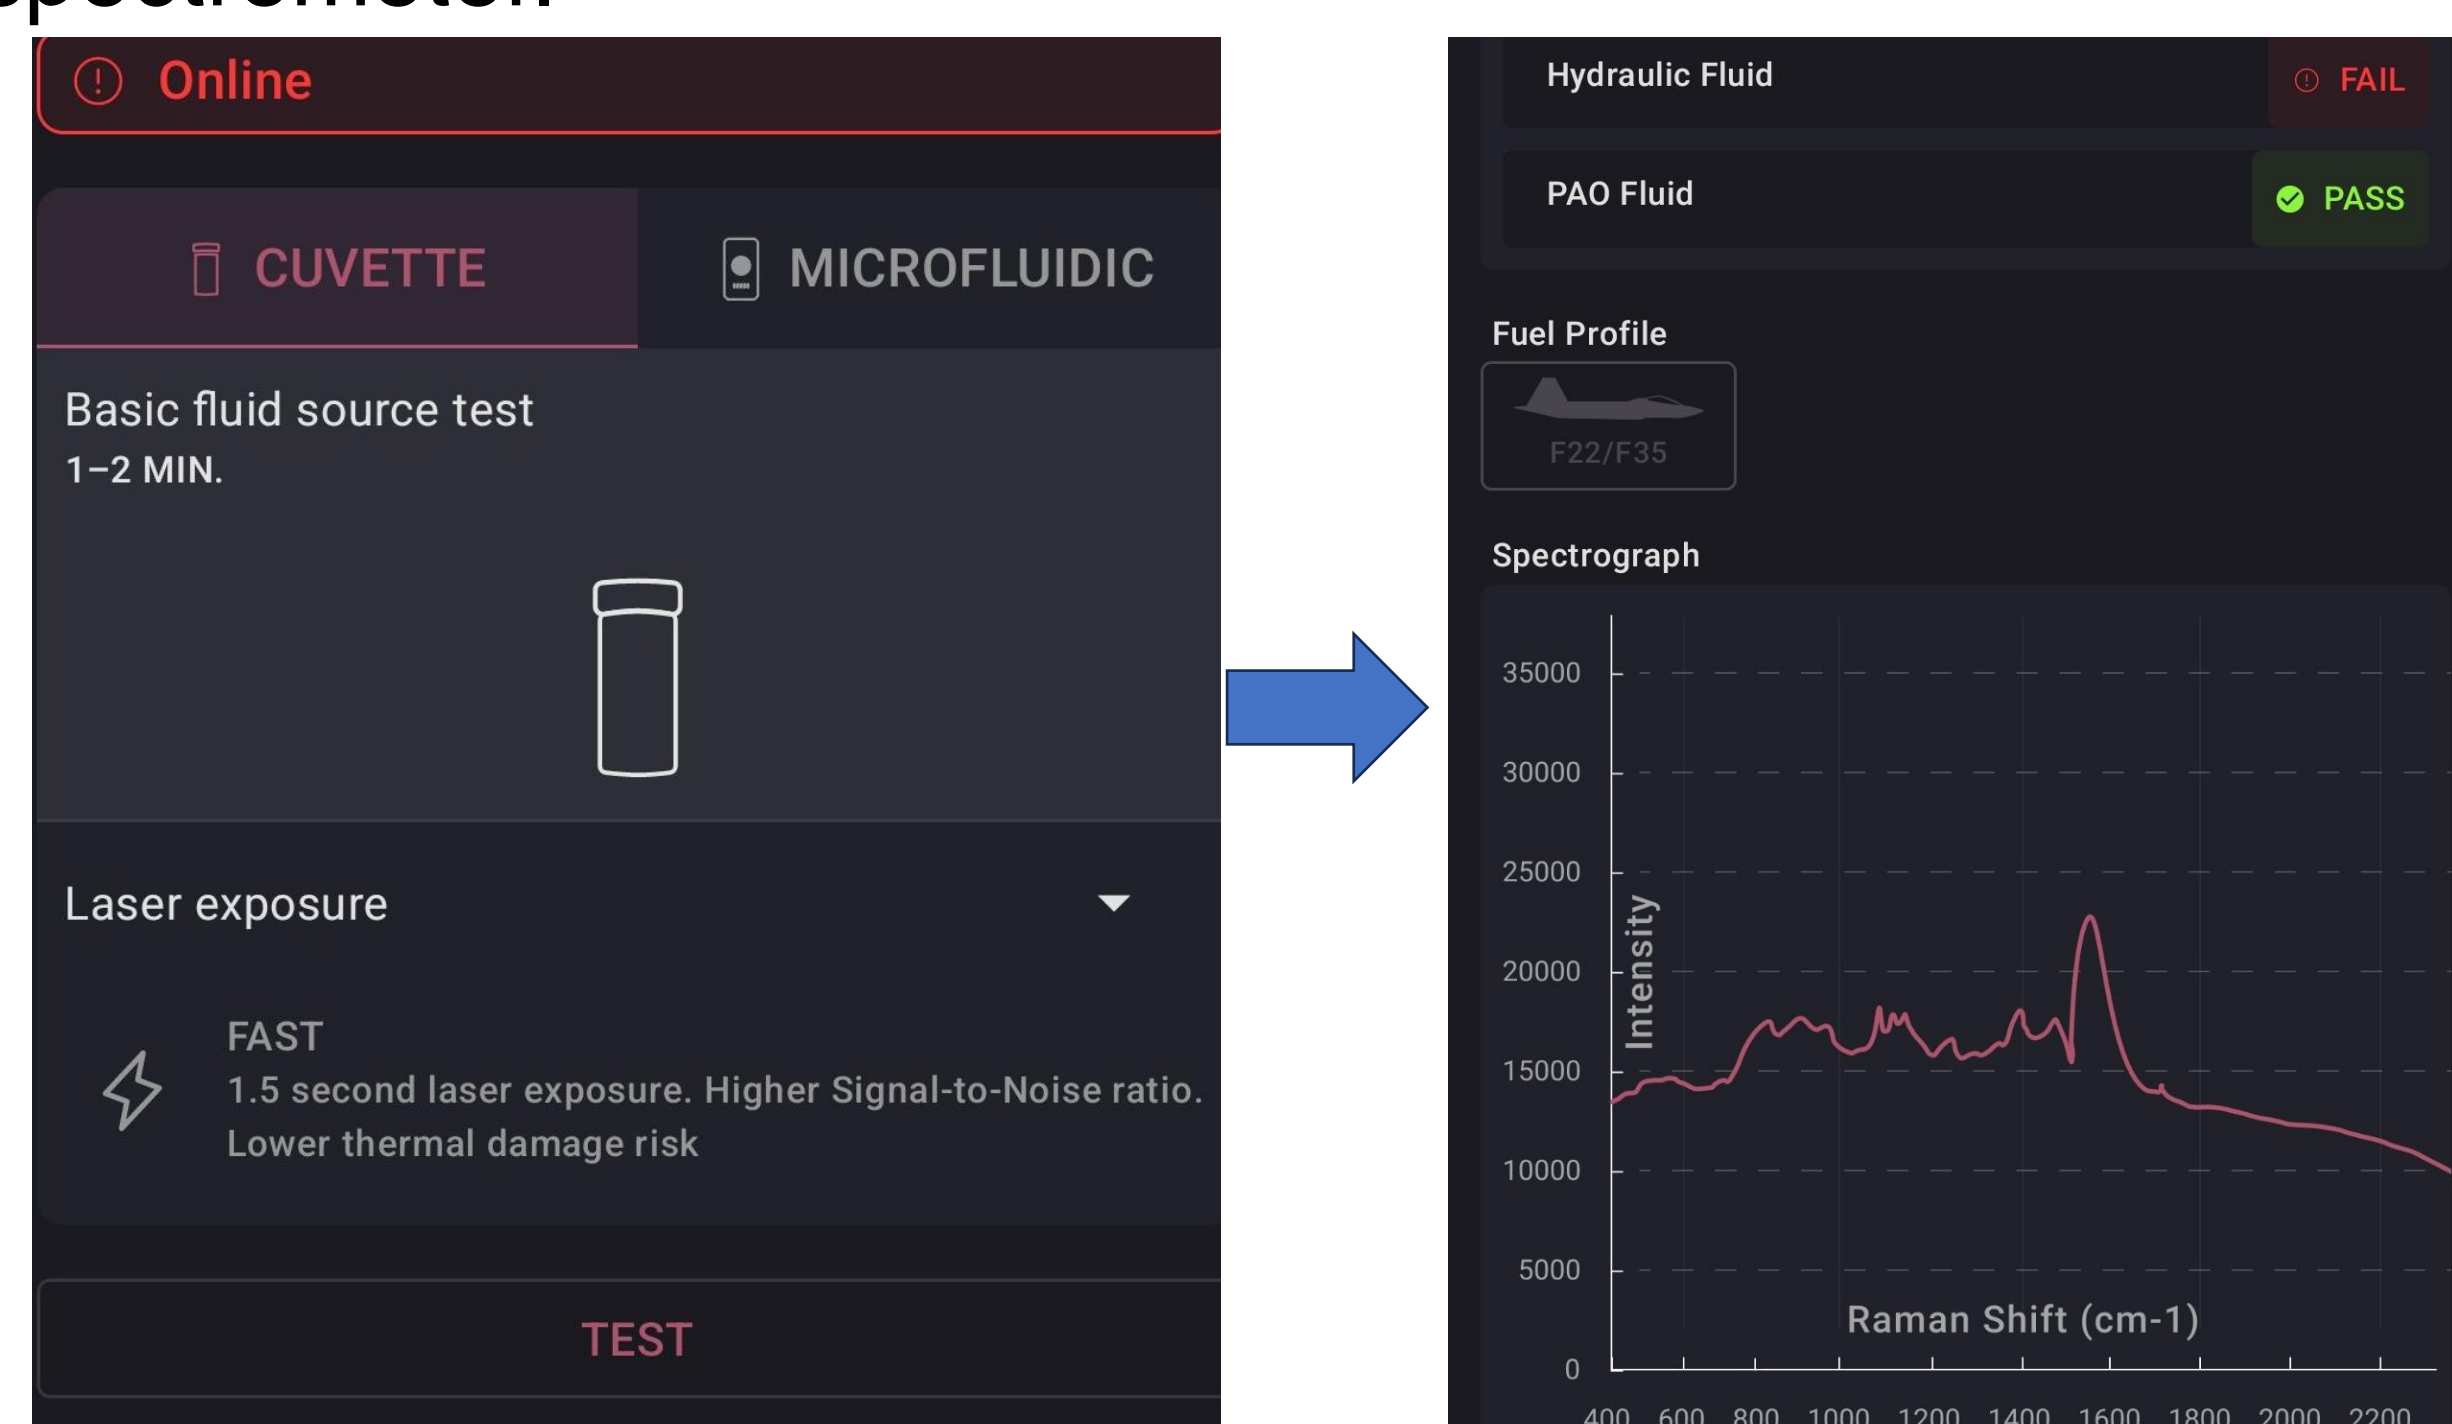 spectrometer.
Online
CUVETTE
MICROFLUIDIC
Basic fluid source test
1–2 MIN.
Laser exposure
FAST
1.5 second laser exposure. Higher Signal-to-Noise ratio.
Lower thermal damage risk
TEST
Hydraulic Fluid
FAIL
PAO Fluid
PASS
Fuel Profile
F22/F35
Spectrograph
35000
30000
25000
20000
15000
10000
5000
0
Intensity
Raman Shift (cm-1)
400 600 800 1000 1200 1400 1600 1800 2000 2200